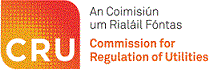 CRU
An Coimisiún
um Rialáil Fóntas
Commission for
Regulation of Utilities